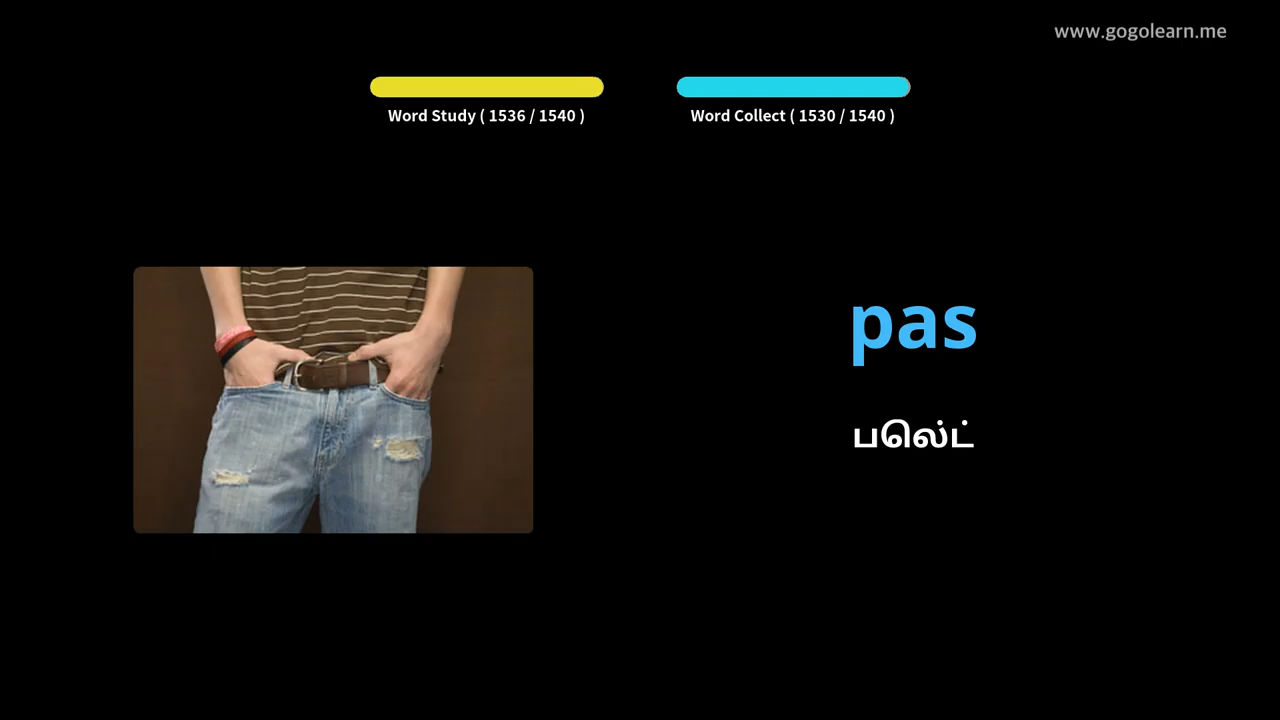 www.gogolearn.me
Word Study ( 1536 / 1540 )
Word Collect ( 1530 / 1540 )
pas
பெல்ட்